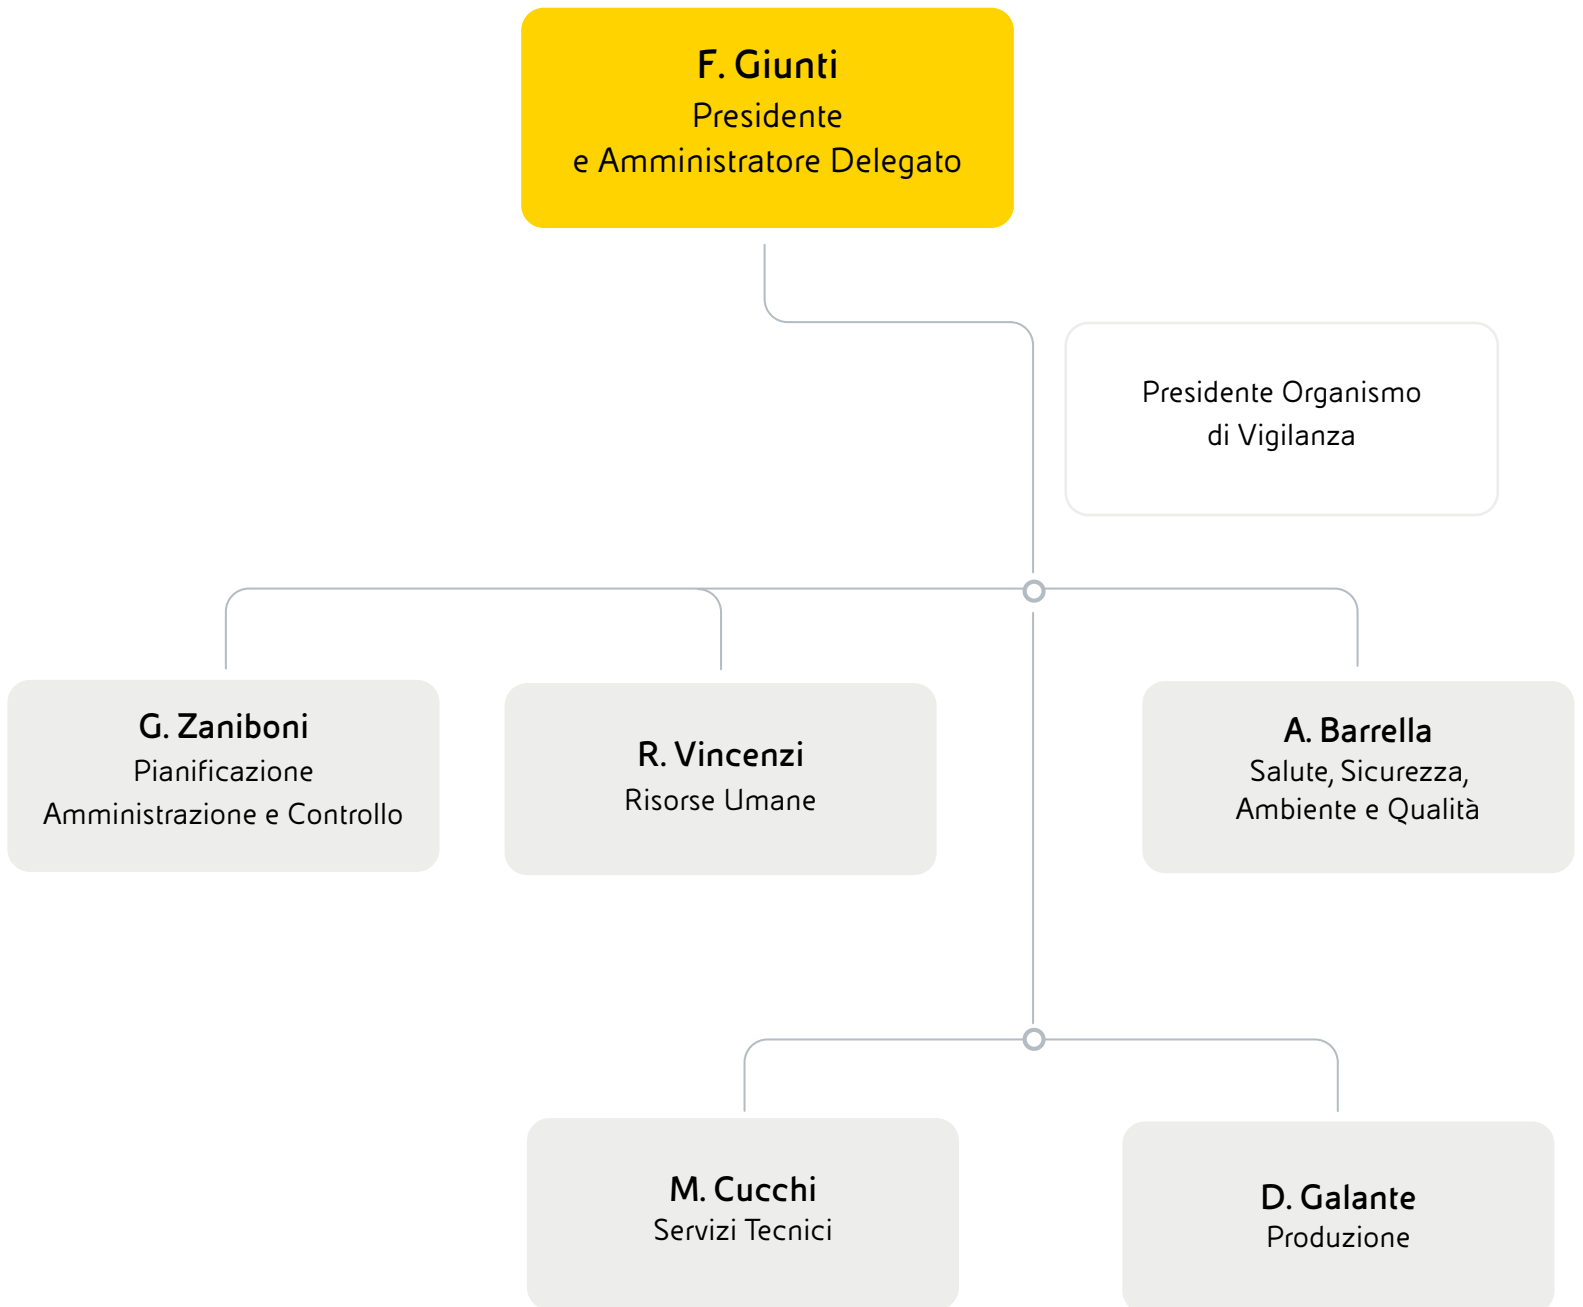 F. Giunti
Presidente
e Amministratore Delegato
Presidente Organismo
di Vigilanza
G. Zaniboni
Pianificazione
Amministrazione e Controllo
R. Vincenzi
Risorse Umane
A. Barrella
Salute, Sicurezza,
Ambiente e Qualità
M. Cucchi
Servizi Tecnici
D. Galante
Produzione